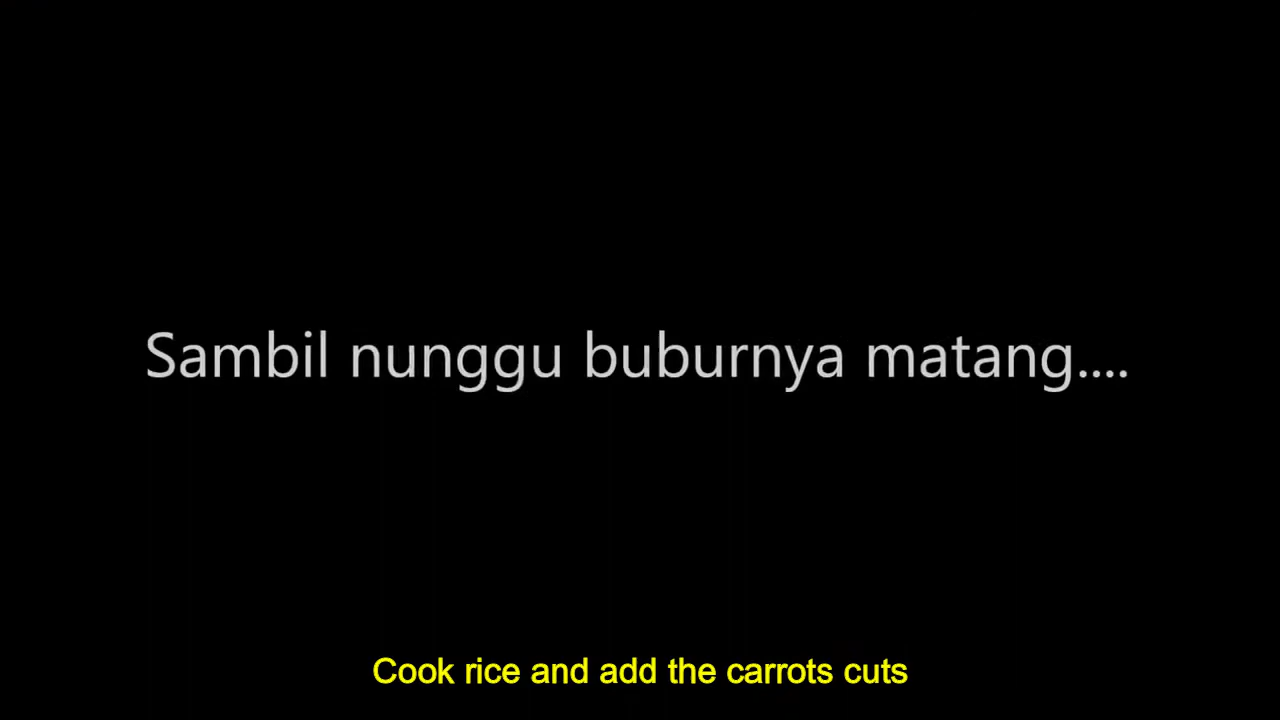 Sambil nunggu buburnya matang....
Cook rice and add the carrots cuts